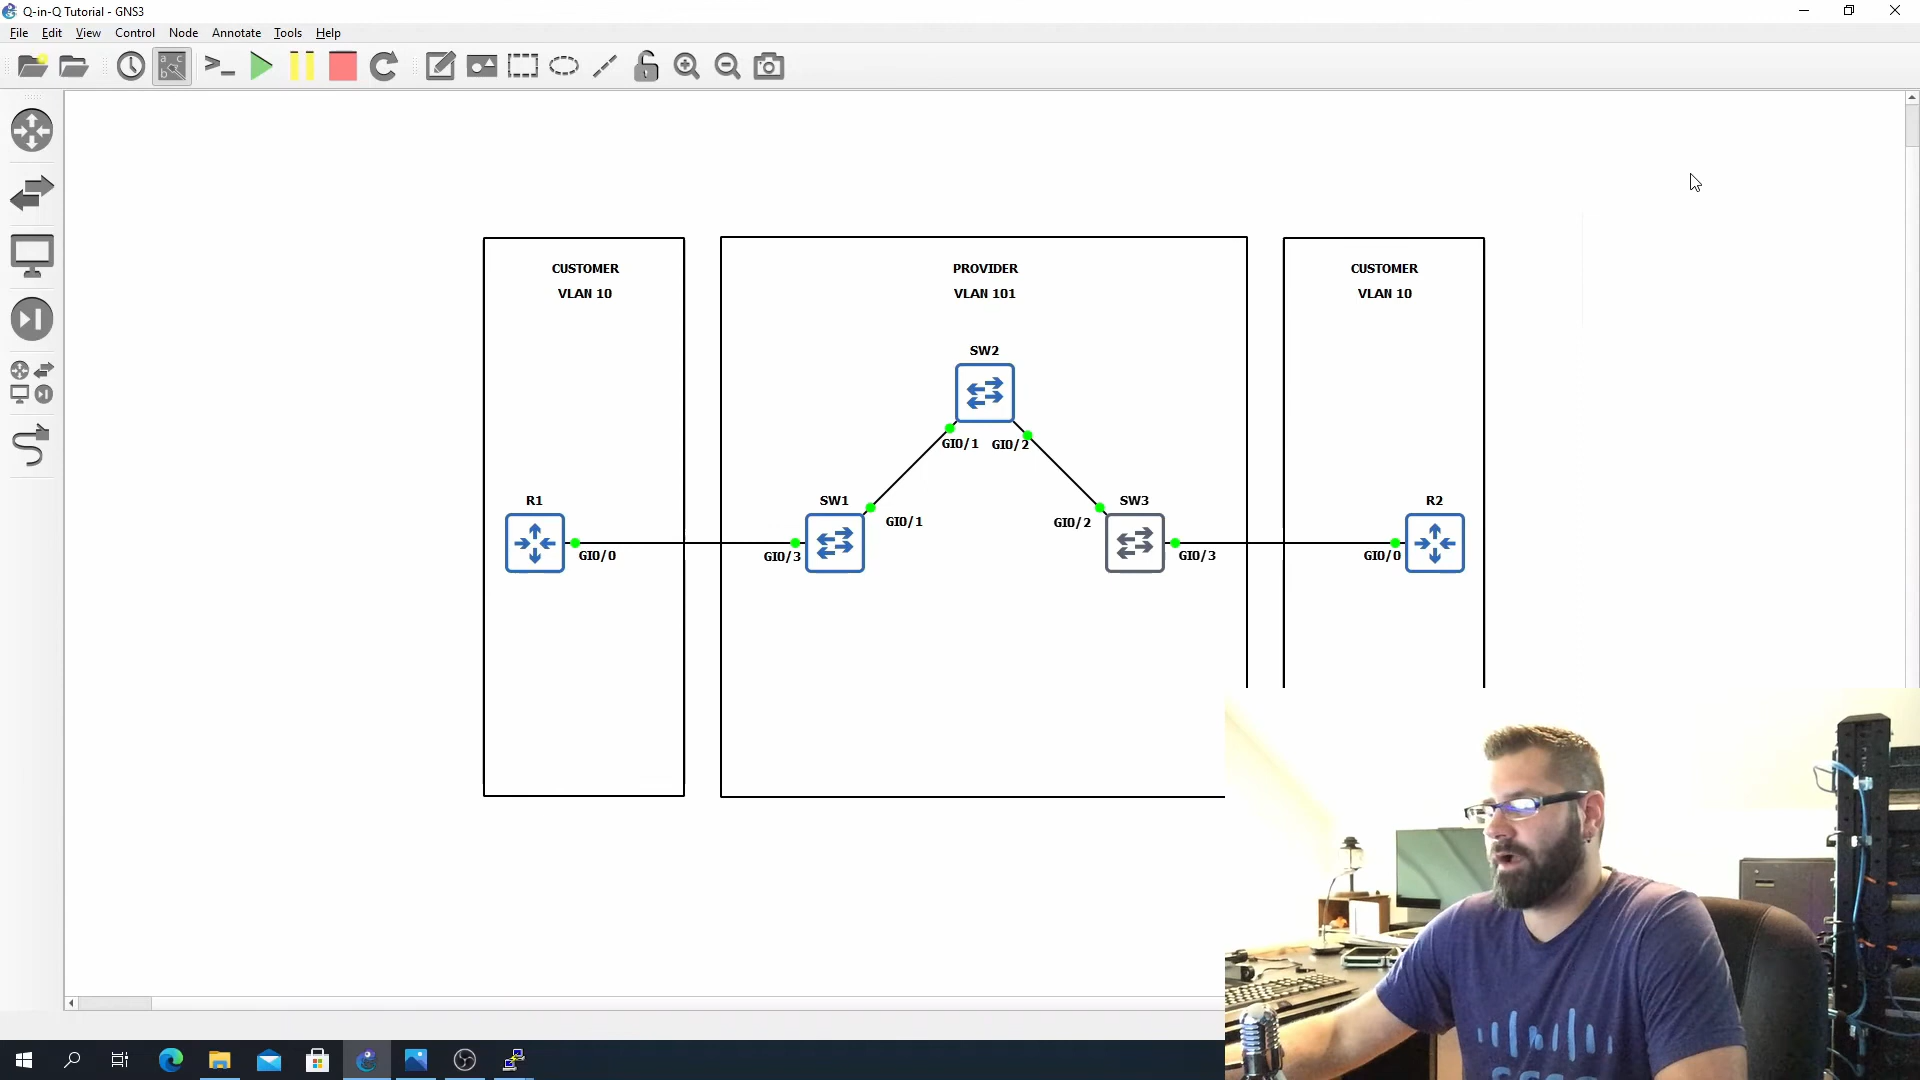 Q-in-Q Tutorial - GNS3
File Edit View Control Node Annotate Tools Help
CUSTOMER
VLAN 10
PROVIDER
VLAN 101
CUSTOMER
VLAN 10
SW2
GI0/1 GI0/2
R1
GI0/0
SW1
GI0/1
GI0/3
SW3
GI0/2
GI0/3
R2
GI0/0